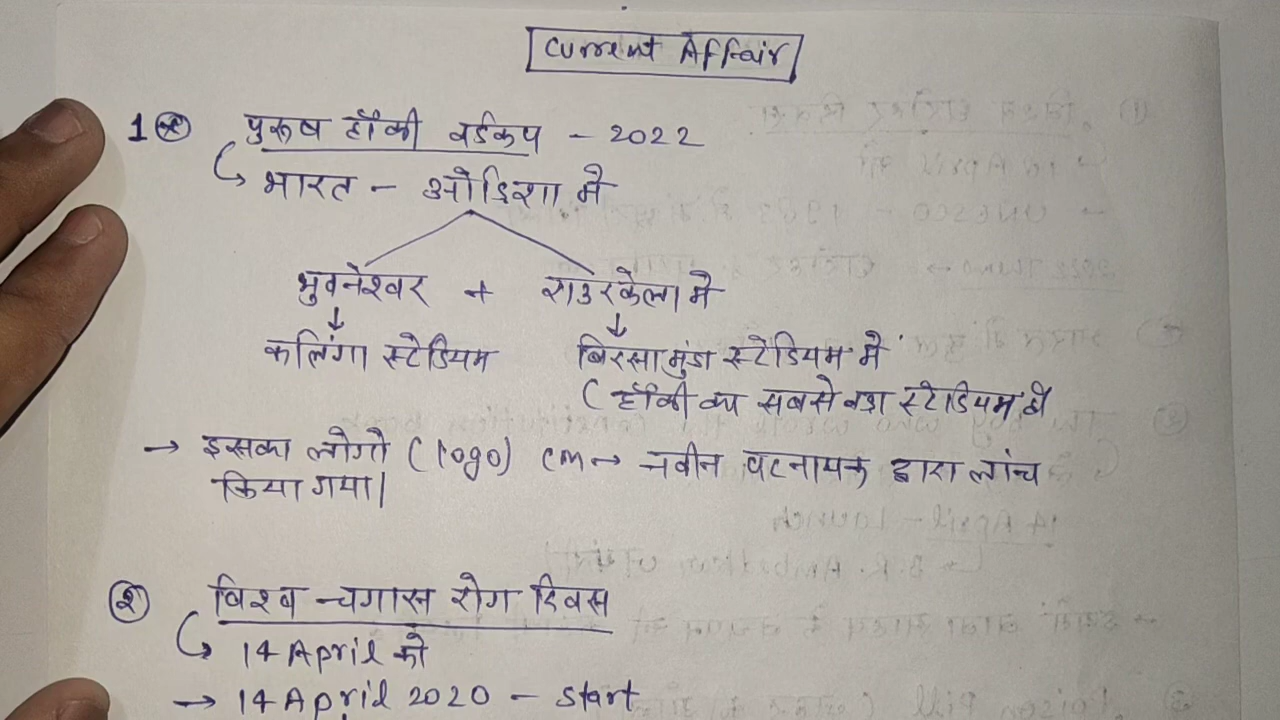 Current Affair
1 पुरूष हॉकी वर्डकप - 2022
भारत - ओडिशा मे
भुवनेश्वर + राउरकेला मे
कलिंगा स्टेडियम बिरसा मुंडा स्टेडियम में
( हॉकी का सबसे बड़ा स्टेडियम है
→ इसका लोगो (logo) cm → नवीन पटनायक द्वारा लांच
किया गया।
२ विश्व चगास रोग दिवस
14 April को
→ 14 April 2020 - start